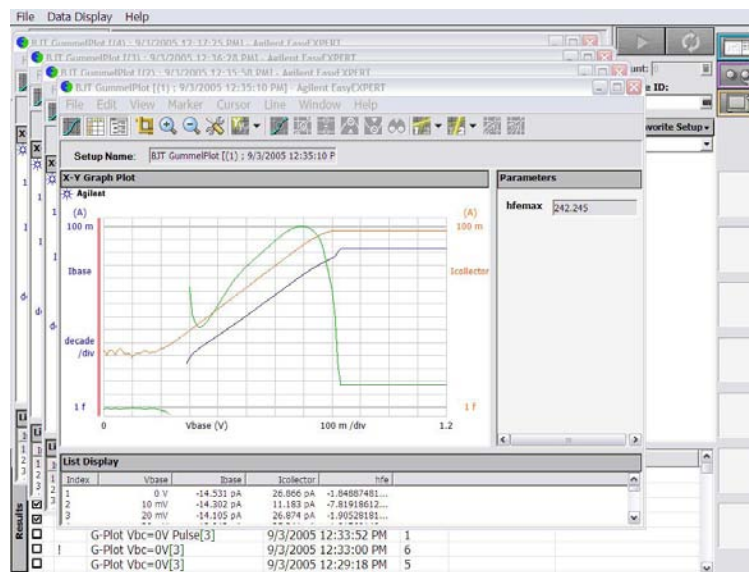 File Data Display Help
BJT GummelPlot [(4) ; 9/3/2005 12:37:25 PM] - Agilent EasyEXPERT
BJT GummelPlot [(3) ; 9/3/2005 12:36:28 PM] - Agilent EasyEXPERT
BJT GummelPlot [(2) ; 9/3/2005 12:35:50 PM] - Agilent EasyEXPERT
BJT GummelPlot [(1) ; 9/3/2005 12:35:10 PM] - Agilent EasyEXPERT
File Edit View Marker Cursor Line Window Help
Setup Name: BJT GummelPlot [(1) ; 9/3/2005 12:35:10 P
X-Y Graph Plot
Agilent
(A) (A)
100 m 100 m
Ibase Icollector
decade
/div
1 f 1 f
0 Vbase (V) 100 m /div 1.2
Parameters
hfemax 242.245
List Display
Index Vbase Ibase Icollector hfe
1 0 V -14.531 pA 26.866 pA -1.84887481...
2 10 mV -14.302 pA 11.183 pA -7.81918612...
3 20 mV -14.105 pA 26.874 pA -1.90528181...
G-Plot Vbc=0V Pulse[3] 9/3/2005 12:33:52 PM 1
! G-Plot Vbc=0V[3] 9/3/2005 12:33:00 PM 6
G-Plot Vbc=0V[3] 9/3/2005 12:29:18 PM 5
Results
unt:
e ID:
vorite Setup